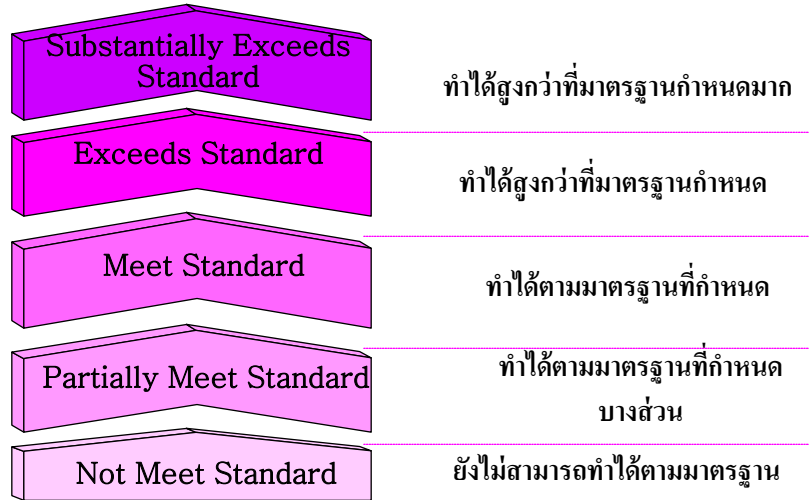 Substantially Exceeds
Standard
ทำได้สูงกว่าที่มาตรฐานกำหนดมาก
Exceeds Standard
ทำได้สูงกว่าที่มาตรฐานกำหนด
Meet Standard
ทำได้ตามมาตรฐานที่กำหนด
Partially Meet Standard
ทำได้ตามมาตรฐานที่กำหนด
บางส่วน
Not Meet Standard
ยังไม่สามารถทำได้ตามมาตรฐาน